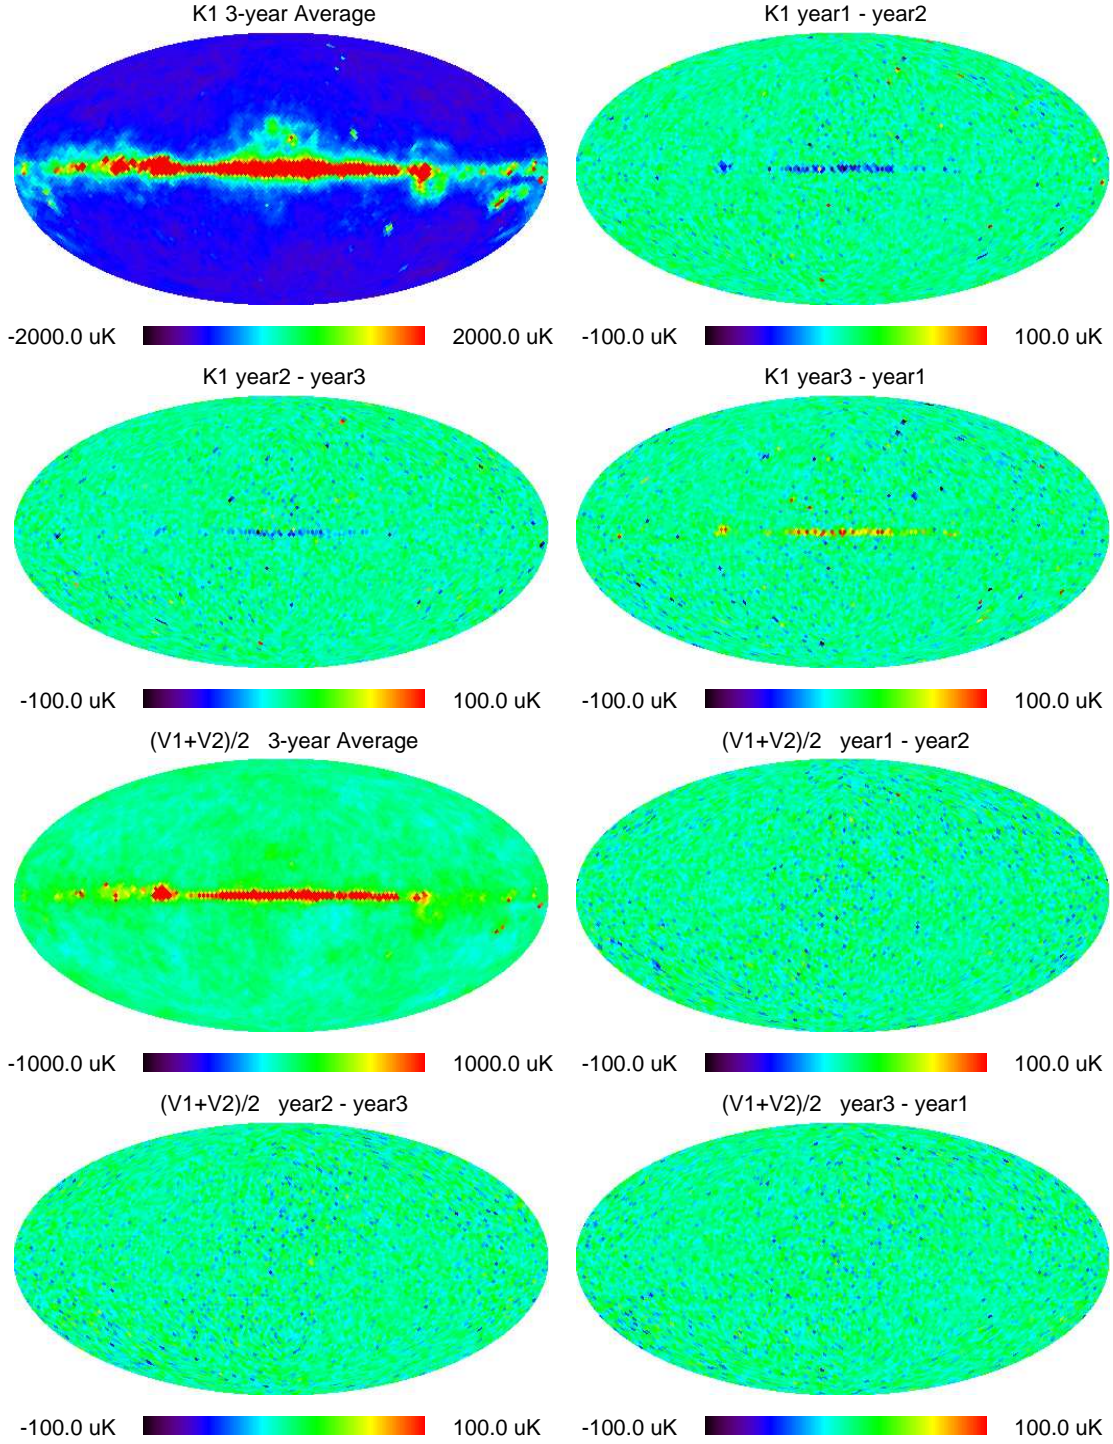 K1 3-year Average
K1 year1 - year2
-2000.0 uK
2000.0 uK
-100.0 uK
100.0 uK
K1 year2 - year3
K1 year3 - year1
-100.0 uK
100.0 uK
-100.0 uK
100.0 uK
(V1+V2)/2 3-year Average
(V1+V2)/2 year1 - year2
-1000.0 uK
1000.0 uK
-100.0 uK
100.0 uK
(V1+V2)/2 year2 - year3
(V1+V2)/2 year3 - year1
-100.0 uK
100.0 uK
-100.0 uK
100.0 uK